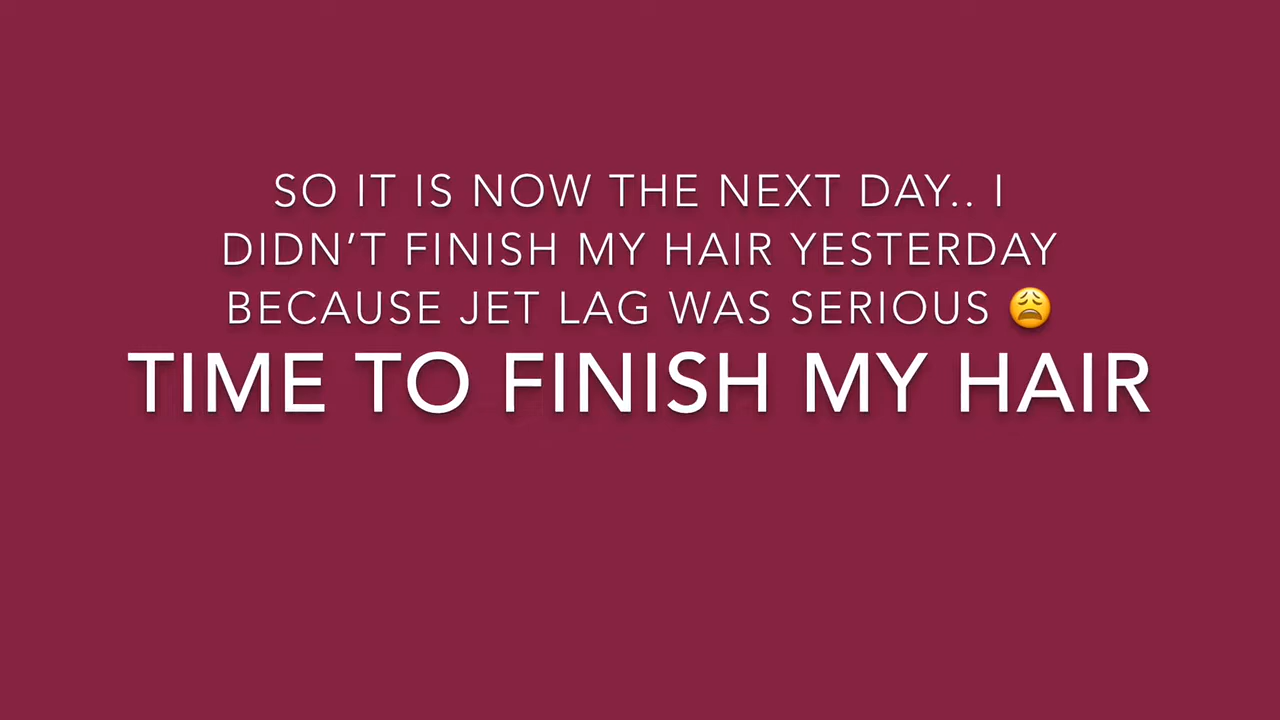 SO IT IS NOW THE NEXT DAY.. I
DIDN’T FINISH MY HAIR YESTERDAY
BECAUSE JET LAG WAS SERIOUS 😩
TIME TO FINISH MY HAIR